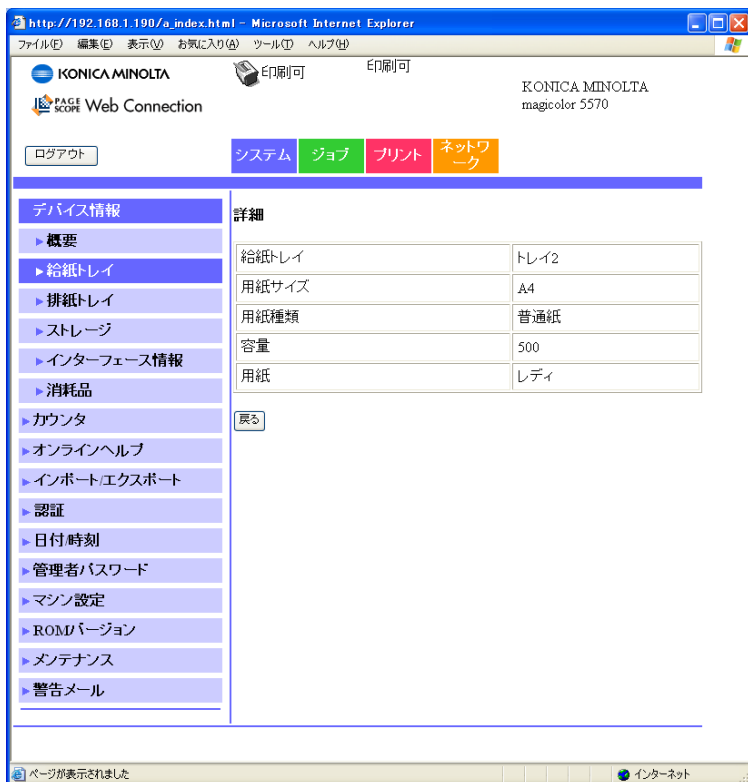 http://192.168.1.190/a_index.html - Microsoft Internet Explorer
ファイル(F) 編集(E) 表示(V) お気に入り(A) ツール(T) ヘルプ(H)
KONICA MINOLTA
印刷可
印刷可
KONICA MINOLTA
magicolor 5570
PAGE SCOPE Web Connection
ログアウト
システム
ジョブ
プリント
ネットワ
ーク
デバイス情報
概要
給紙トレイ
排紙トレイ
ストレージ
インターフェース情報
消耗品
カウンタ
オンラインヘルプ
インポート/エクスポート
認証
日付/時刻
管理者パスワード
マシン設定
ROMバージョン
メンテナンス
警告メール
詳細
給紙トレイ トレイ2
用紙サイズ A4
用紙種類 普通紙
容量 500
用紙 レディ
戻る
ページが表示されました
インターネット